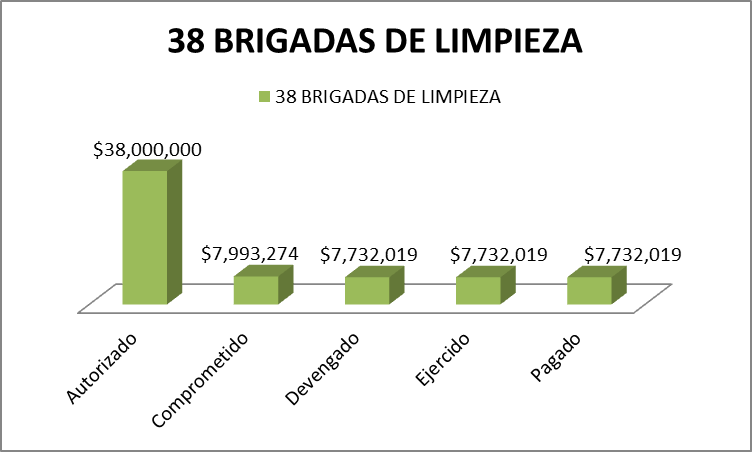 38 BRIGADAS DE LIMPIEZA
38 BRIGADAS DE LIMPIEZA
$38,000,000
$7,993,274
$7,732,019
$7,732,019
$7,732,019
Autorizado
Comprometido
Devengado
Ejercido
Pagado